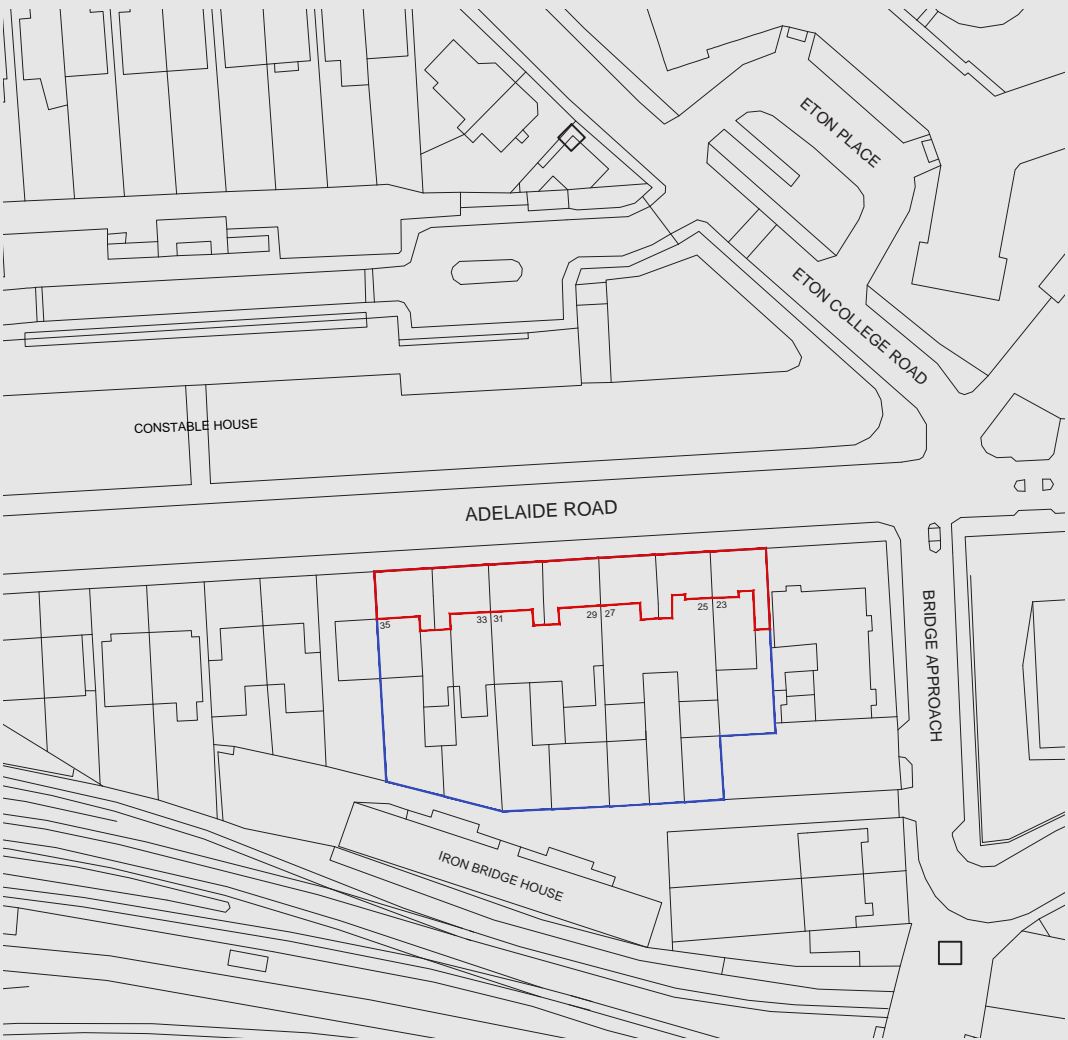 ETON PLACE
ETON COLLEGE ROAD
CONSTABLE HOUSE
ADELAIDE ROAD
35
33
31
29
27
25
23
BRIDGE APPROACH
IRON BRIDGE HOUSE